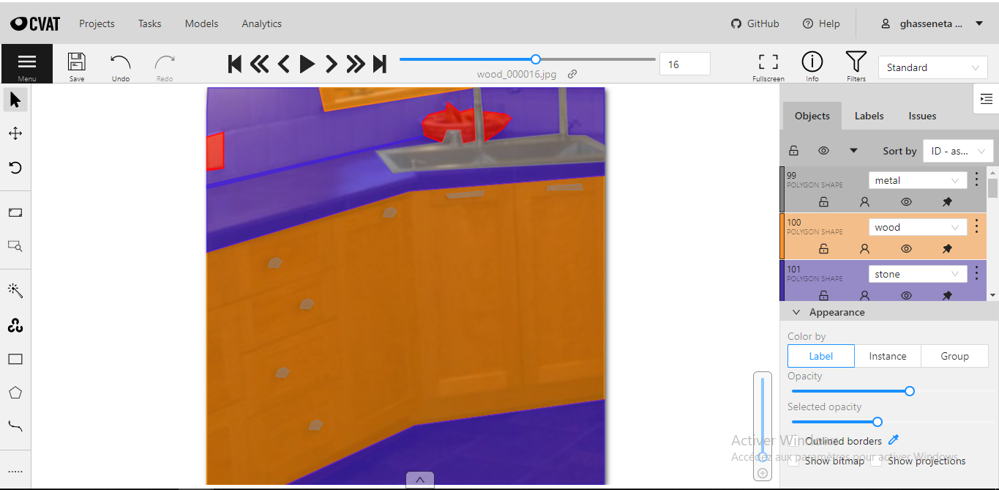 CVAT Projects Tasks Models Analytics GitHub Help ghasseneta ...
Menu Save Undo Redo wood_000016.jpg 16 Fullscreen Info Filters Standard
Objects Labels Issues
Sort by ID - as...
99
POLYGON SHAPE
metal
100
POLYGON SHAPE
wood
101
POLYGON SHAPE
stone
Appearance
Color by
Label Instance Group
Opacity
Selected opacity
Outlined borders
Show bitmap Show projections
Activer Windows
Accédez aux paramètres pour activer Windows.